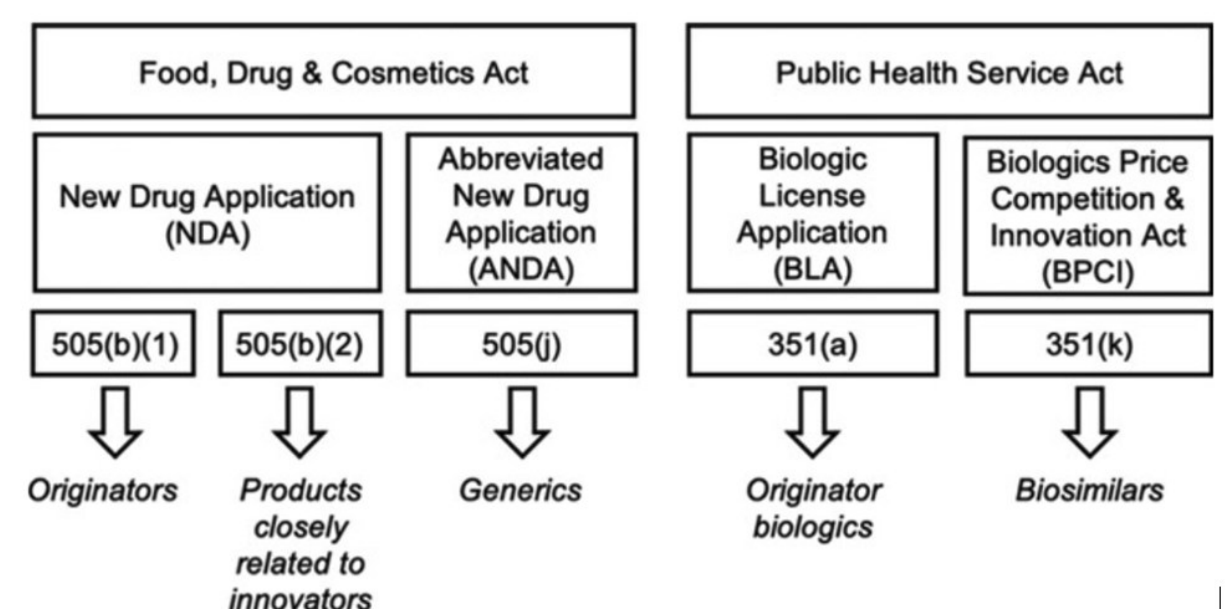 Food, Drug & Cosmetics Act
Public Health Service Act
New Drug Application
(NDA)
Abbreviated
New Drug
Application
(ANDA)
Biologic
License
Application
(BLA)
Biologics Price
Competition &
Innovation Act
(BPCI)
505(b)(1)
505(b)(2)
505(j)
351(a)
351(k)
Originators
Products
closely
related to
innovators
Generics
Originator
biologics
Biosimilars